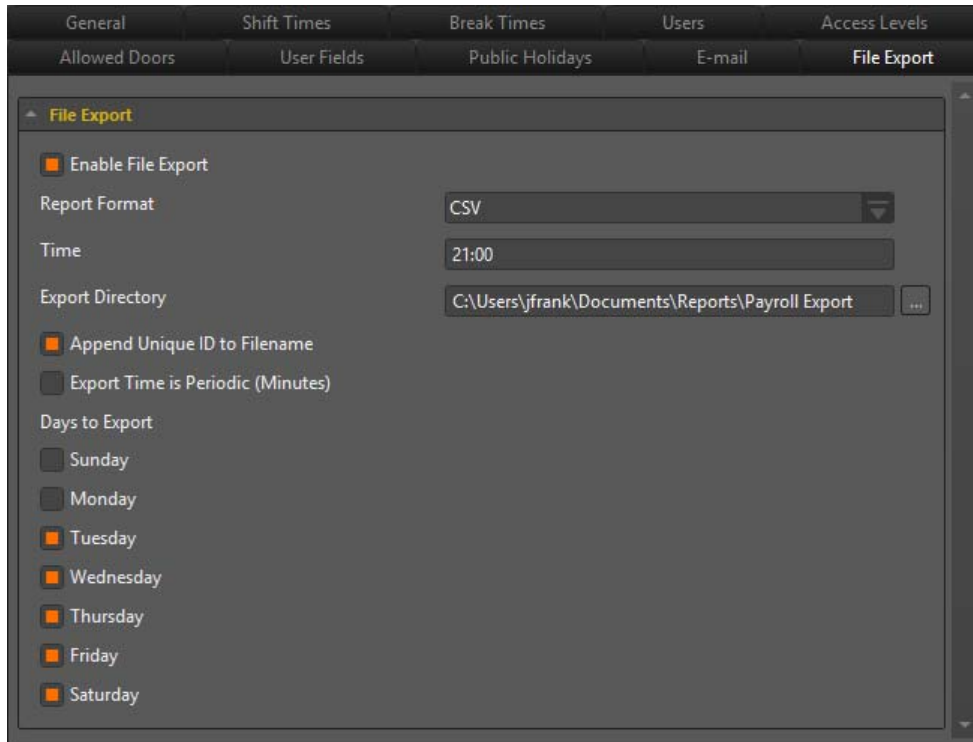 General Shift Times Break Times Users Access Levels
Allowed Doors User Fields Public Holidays E-mail File Export
File Export
Enable File Export
Report Format CSV
Time 21:00
Export Directory C:\Users\jfrank\Documents\Reports\Payroll Export ...
Append Unique ID to Filename
Export Time is Periodic (Minutes)
Days to Export
Sunday
Monday
Tuesday
Wednesday
Thursday
Friday
Saturday